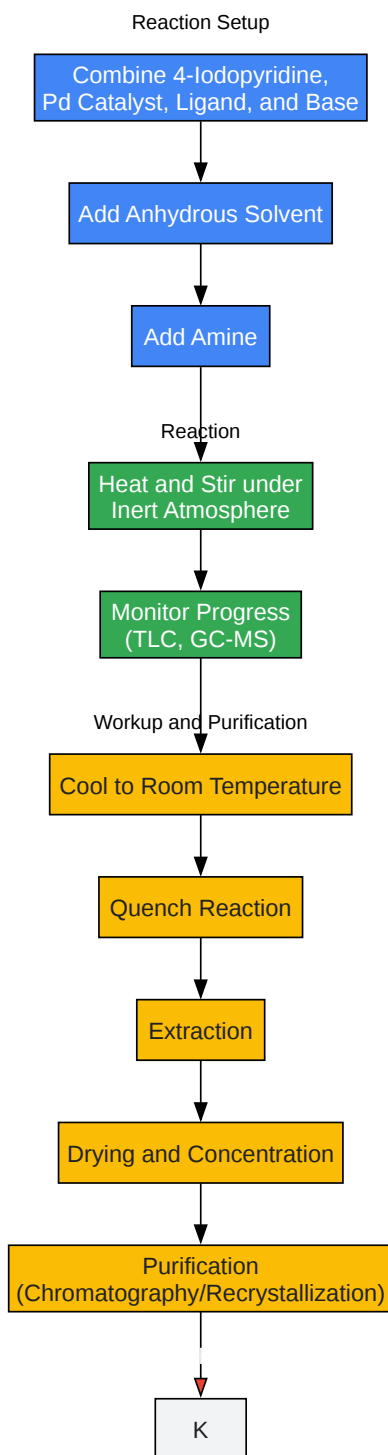 Reaction Setup
Combine 4-Iodopyridine,
Pd Catalyst, Ligand, and Base
Add Anhydrous Solvent
Add Amine
Reaction
Heat and Stir under
Inert Atmosphere
Monitor Progress
(TLC, GC-MS)
Workup and Purification
Cool to Room Temperature
Quench Reaction
Extraction
Drying and Concentration
Purification
(Chromatography/Recrystallization)
K